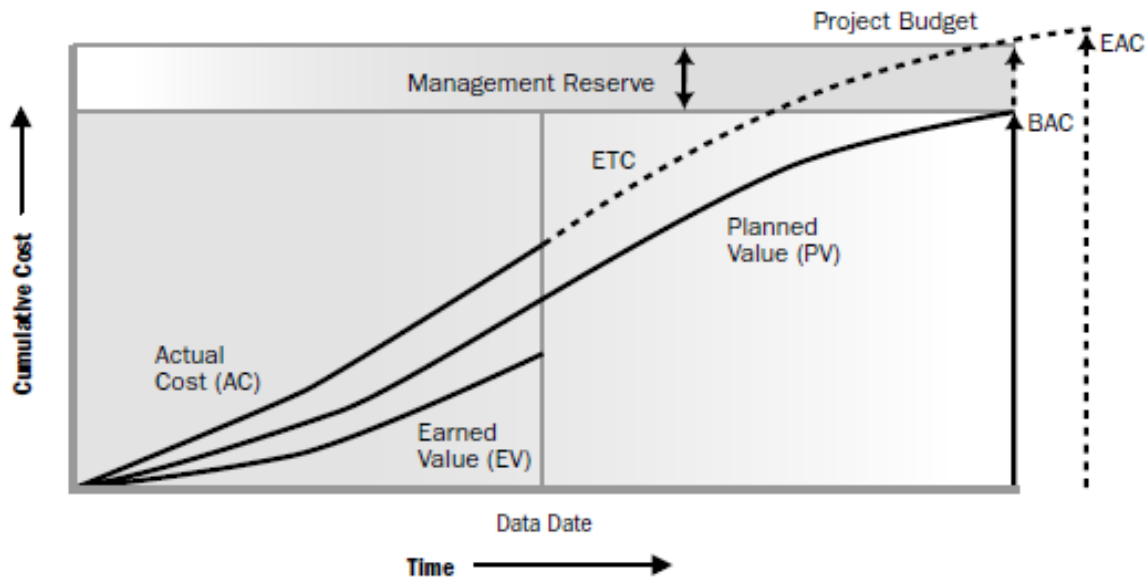 Project Budget
EAC
Management Reserve
BAC
ETC
Cumulative Cost
Planned
Value (PV)
Actual
Cost (AC)
Earned
Value (EV)
Data Date
Time